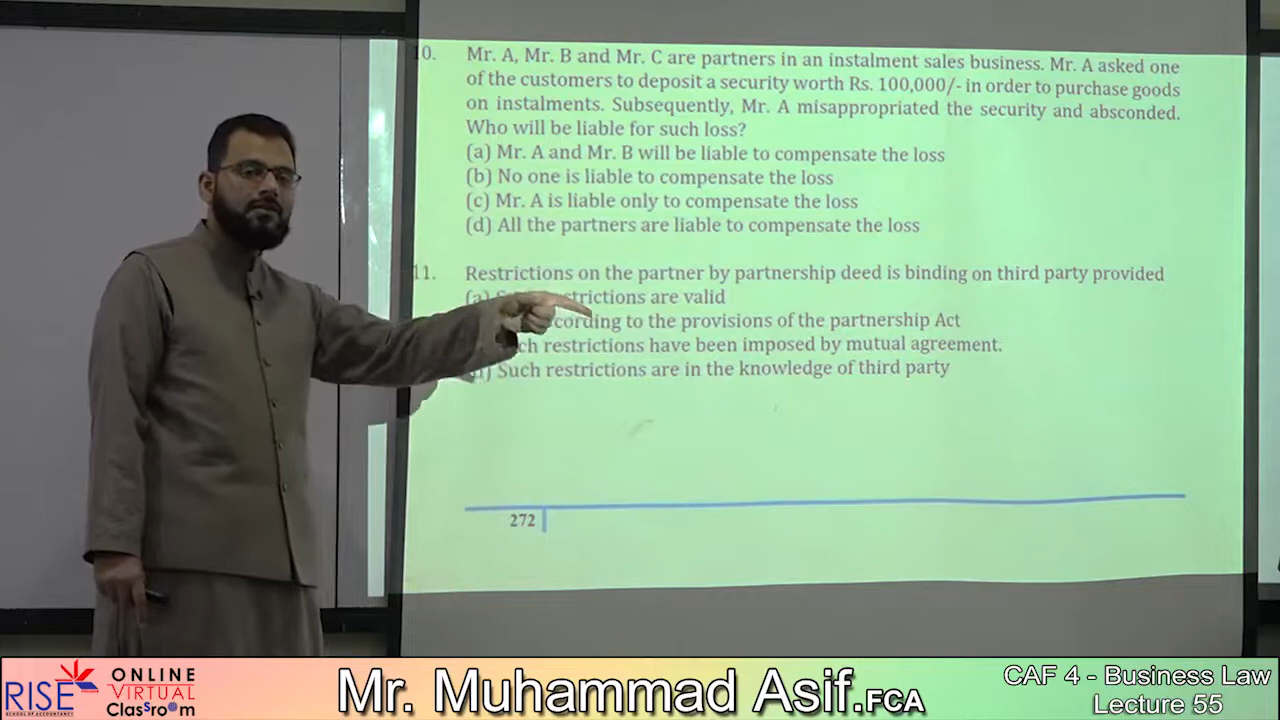 10. Mr. A, Mr. B and Mr. C are partners in an instalment sales business. Mr. A asked one
of the customers to deposit a security worth Rs. 100,000/- in order to purchase goods
on instalments. Subsequently, Mr. A misappropriated the security and absconded.
Who will be liable for such loss?
(a) Mr. A and Mr. B will be liable to compensate the loss
(b) No one is liable to compensate the loss
(c) Mr. A is liable only to compensate the loss
(d) All the partners are liable to compensate the loss
11. Restrictions on the partner by partnership deed is binding on third party provided
(a) restrictions are valid
to the provisions of the partnership Act
restrictions have been imposed by mutual agreement.
Such restrictions are in the knowledge of third party
272
RISE
SCHOOL OF ACCOUNTANCY
ONLINE
VIRTUAL
Classroom
Mr. Muhammad Asif.FCA
CAF 4 - Business Law
Lecture 55